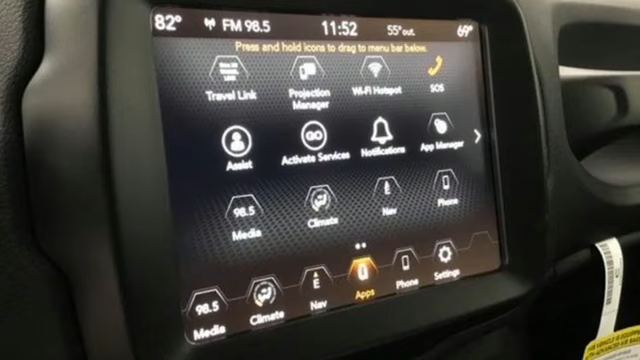 82° FM 98.5 11:52 55° out. 69°
Press and hold icons to drag to menu bar below.
Travel Link Projection Manager Wi-Fi Hotspot SOS
Assist GO Activate Services Notifications App Manager
98.5 E
Media Climate Nav Phone
98.5 E
Media Climate Nav Apps Phone Settings